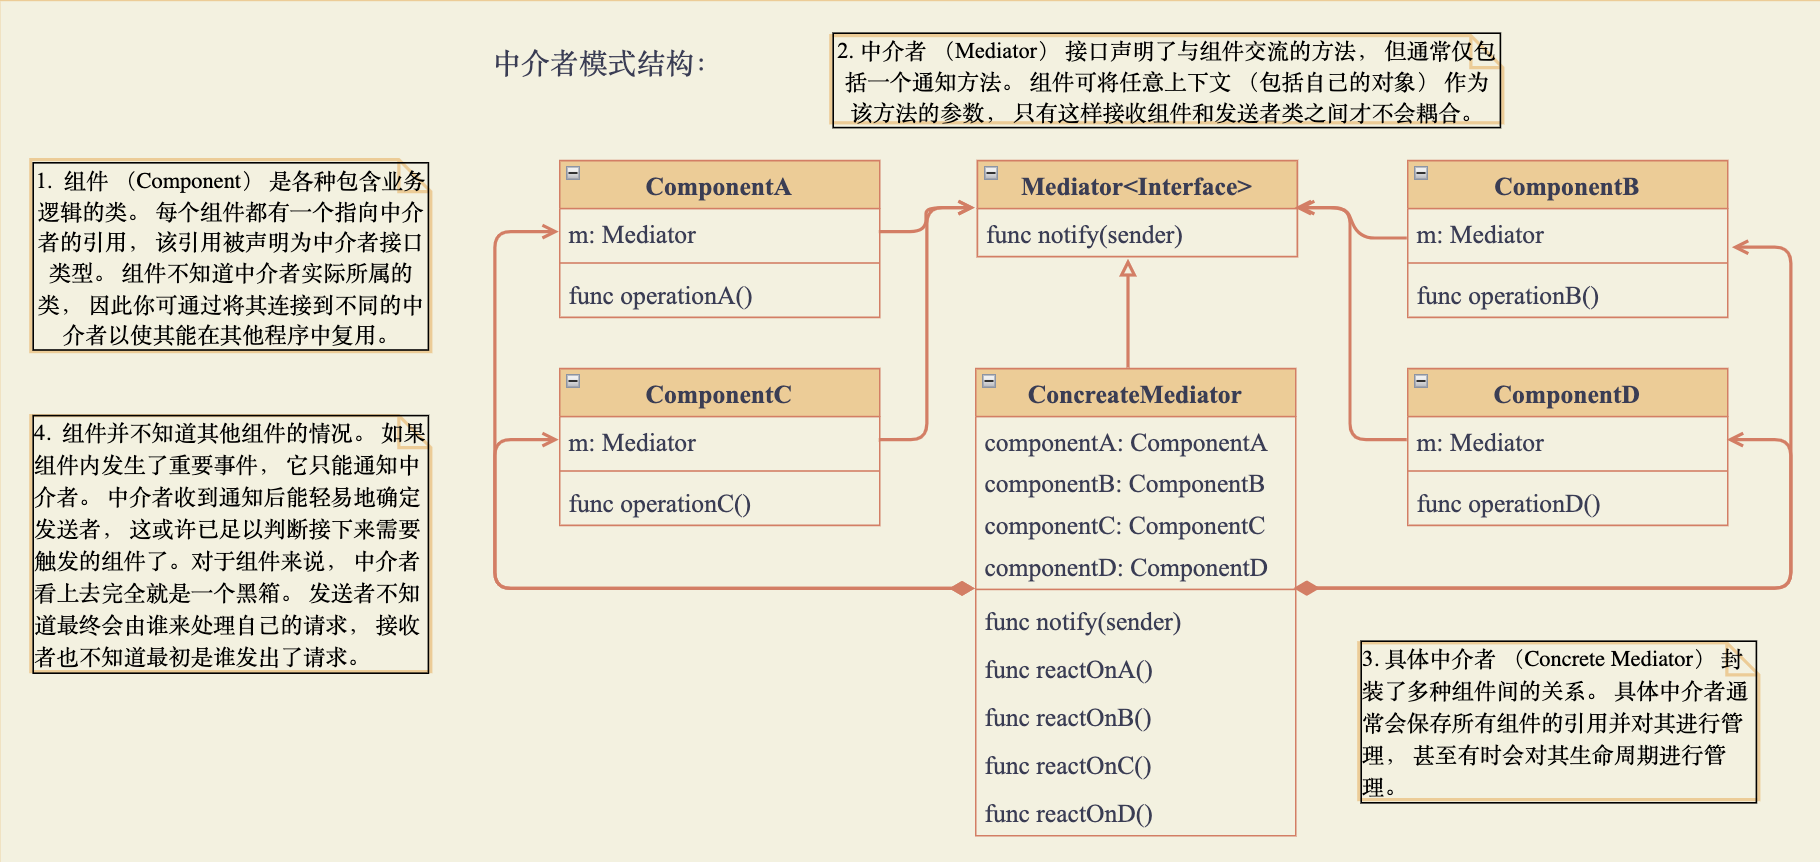 中介者模式结构：
2. 中介者 （Mediator） 接口声明了与组件交流的方法， 但通常仅包
括一个通知方法。 组件可将任意上下文 （包括自己的对象） 作为
该方法的参数， 只有这样接收组件和发送者类之间才不会耦合。
1. 组件 （Component） 是各种包含业务
逻辑的类。 每个组件都有一个指向中介
者的引用， 该引用被声明为中介者接口
类型。 组件不知道中介者实际所属的
类， 因此你可通过将其连接到不同的中
介者以使其能在其他程序中复用。
ComponentA
m: Mediator
func operationA()
Mediator<Interface>
func notify(sender)
ComponentB
m: Mediator
func operationB()
4. 组件并不知道其他组件的情况。 如果
组件内发生了重要事件， 它只能通知中
介者。 中介者收到通知后能轻易地确定
发送者， 这或许已足以判断接下来需要
触发的组件了。对于组件来说， 中介者
看上去完全就是一个黑箱。 发送者不知
道最终会由谁来处理自己的请求， 接收
者也不知道最初是谁发出了请求。
ComponentC
m: Mediator
func operationC()
ConcreteMediator
componentA: ComponentA
componentB: ComponentB
componentC: ComponentC
componentD: ComponentD
func notify(sender)
func reactOnA()
func reactOnB()
func reactOnC()
func reactOnD()
ComponentD
m: Mediator
func operationD()
3. 具体中介者 （Concrete Mediator） 封
装了多种组件间的关系。 具体中介者通
常会保存所有组件的引用并对其进行管
理， 甚至有时会对其生命周期进行管
理。